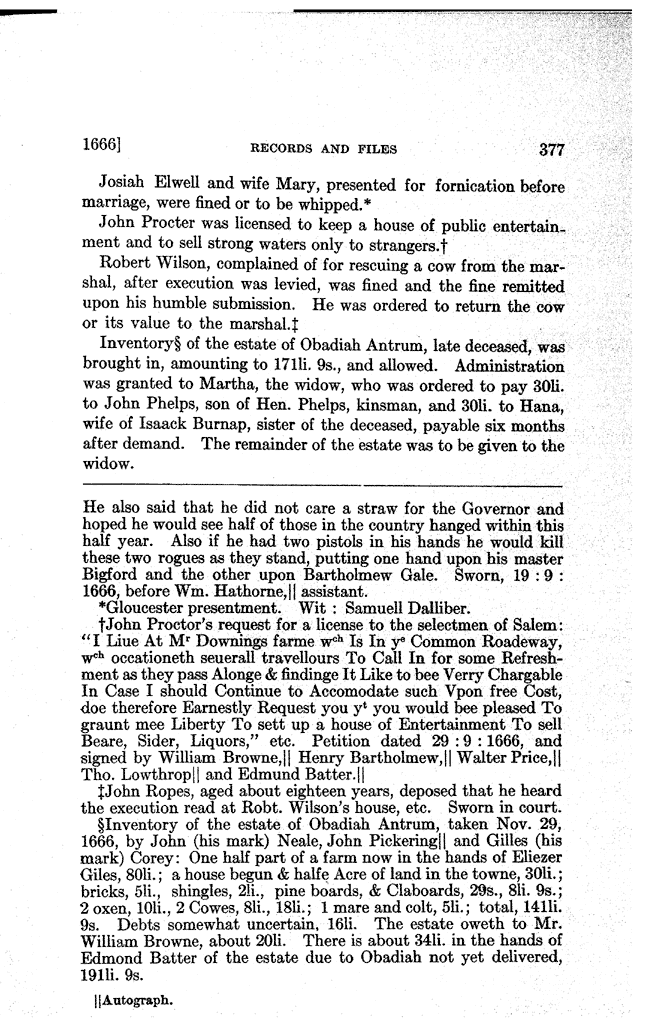 1666] RECORDS AND FILES 377
Josiah Elwell and wife Mary, presented for fornication before
marriage, were fined or to be whipped.*
John Procter was licensed to keep a house of public entertain-
ment and to sell strong waters only to strangers.†
Robert Wilson, complained of for rescuing a cow from the mar-
shal, after execution was levied, was fined and the fine remitted
upon his humble submission. He was ordered to return the cow
or its value to the marshal.‡
Inventory§ of the estate of Obadiah Antrum, late deceased, was
brought in, amounting to 171li. 9s., and allowed. Administration
was granted to Martha, the widow, who was ordered to pay 30li.
to John Phelps, son of Hen. Phelps, kinsman, and 30li. to Hana,
wife of Isaack Burnap, sister of the deceased, payable six months
after demand. The remainder of the estate was to be given to the
widow.
He also said that he did not care a straw for the Governor and
hoped he would see half of those in the country hanged within this
half year. Also if he had two pistols in his hands he would kill
these two rogues as they stand, putting one hand upon his master
Bigford and the other upon Bartholmew Gale. Sworn, 19 : 9 :
1666, before Wm. Hathorne,|| assistant.
*Gloucester presentment. Wit : Samuell Dalliber.
†John Proctor's request for a license to the selectmen of Salem:
"I Liue At Mʳ Downings farme wᶜʰ Is In yᵉ Common Roadeway,
wᶜʰ occationeth seuerall travellours To Call In for some Refresh-
ment as they pass Alonge & findinge It Like to bee Verry Chargable
In Case I should Continue to Accomodate such Vpon free Cost,
doe therefore Earnestly Request you yᵗ you would bee pleased To
graunt mee Liberty To sett up a house of Entertainment To sell
Beare, Sider, Liquors," etc. Petition dated 29 : 9 : 1666, and
signed by William Browne,|| Henry Bartholmew,|| Walter Price,||
Tho. Lowthrop|| and Edmund Batter.||
‡John Ropes, aged about eighteen years, deposed that he heard
the execution read at Robt. Wilson's house, etc. Sworn in court.
§Inventory of the estate of Obadiah Antrum, taken Nov. 29,
1666, by John (his mark) Neale, John Pickering|| and Gilles (his
mark) Corey: One half part of a farm now in the hands of Eliezer
Giles, 80li.; a house begun & halfe Acre of land in the towne, 30li.;
bricks, 5li., shingles, 2li., pine boards, & Claboards, 29s., 8li. 9s.;
2 oxen, 10li., 2 Cowes, 8li., 18li.; 1 mare and colt, 5li.; total, 141li.
9s. Debts somewhat uncertain, 16li. The estate oweth to Mr.
William Browne, about 20li. There is about 34li. in the hands of
Edmond Batter of the estate due to Obadiah not yet delivered,
191li. 9s.
||Autograph.